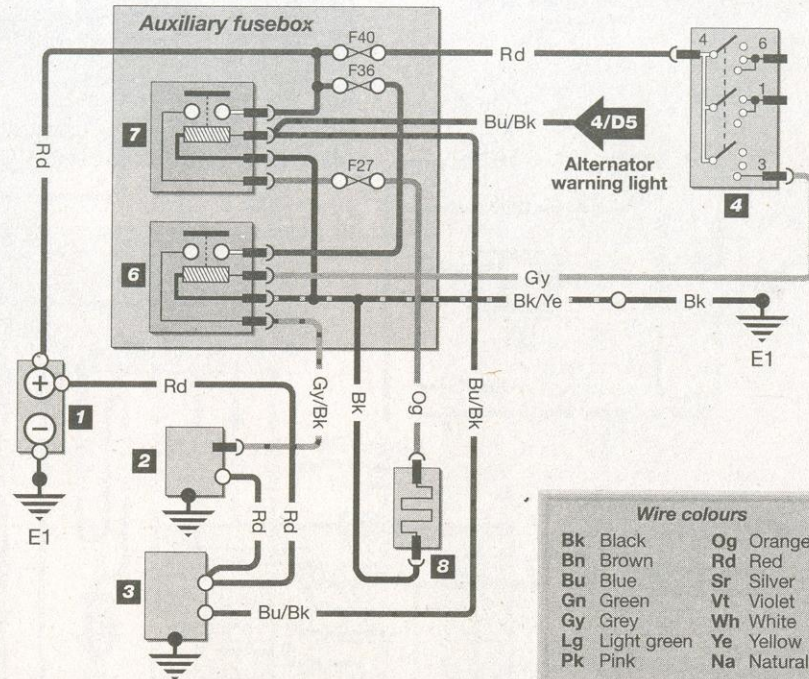 Auxiliary fusebox
F40
Rd
4
6
F36
1
7
Bu/Bk
4/D5
Alternator
warning light
Rd
F27
3
4
6
Gy
Bk/Ye
Bk
E1
+
Rd
1
Gy/Bk
Bk
Og
Bu/Bk
−
2
E1
Rd
Rd
8
3
Bu/Bk
Wire colours
Bk Black Og Orange
Bn Brown Rd Red
Bu Blue Sr Silver
Gn Green Vt Violet
Gy Grey Wh White
Lg Light green Ye Yellow
Pk Pink Na Natural